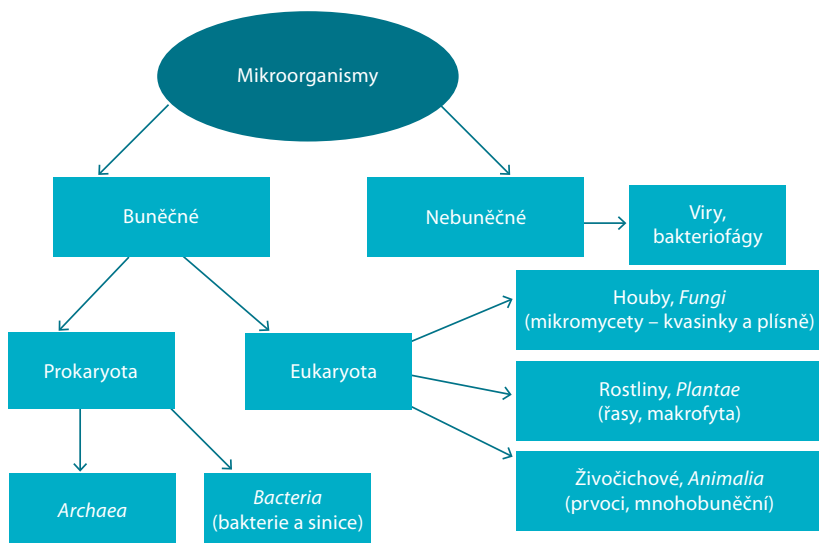 Mikroorganismy
Buněčné
Nebuněčné
Viry,
bakteriofágy
Houby, Fungi
(mikromycety – kvasinky a plísně)
Prokaryota
Eukaryota
Rostliny, Plantae
(řasy, makrofyta)
Archaea
Bacteria
(bakterie a sinice)
Živočichové, Animalia
(prvoci, mnohobuněční)